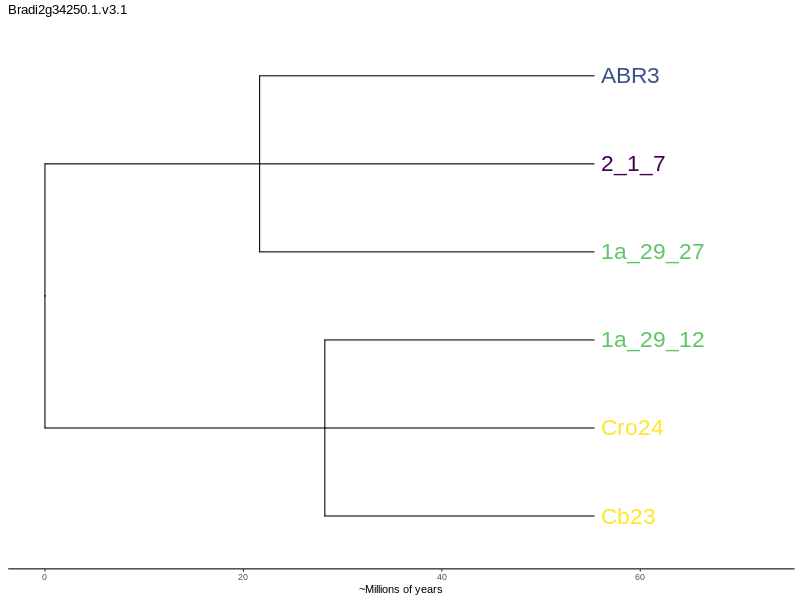 Bradi2g34250.1.v3.1
ABR3
2_1_7
1a_29_27
1a_29_12
Cro24
Cb23
0 20 40 60
~Millions of years